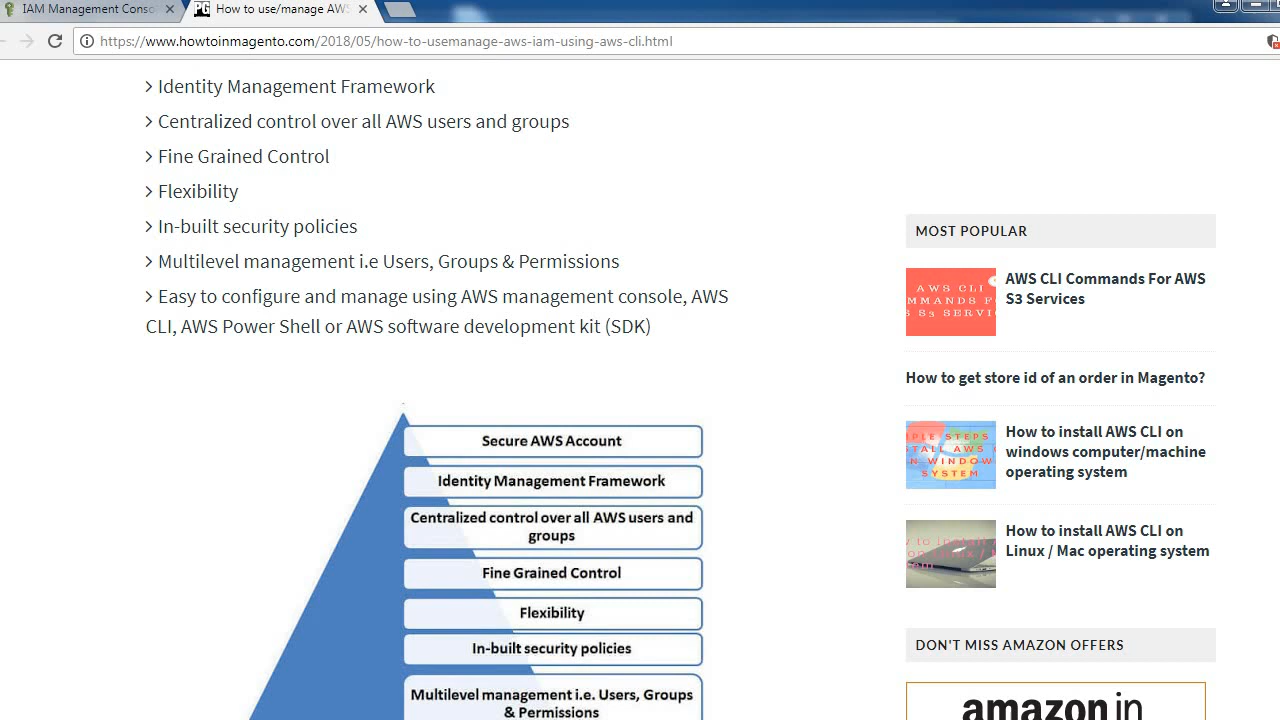 IAM Management Conso
How to use/manage AWS
https://www.howtoinmagento.com/2018/05/how-to-usemanage-aws-iam-using-aws-cli.html
> Identity Management Framework
> Centralized control over all AWS users and groups
> Fine Grained Control
> Flexibility
> In-built security policies
> Multilevel management i.e Users, Groups & Permissions
> Easy to configure and manage using AWS management console, AWS
CLI, AWS Power Shell or AWS software development kit (SDK)
Secure AWS Account
Identity Management Framework
Centralized control over all AWS users and
groups
Fine Grained Control
Flexibility
In-built security policies
Multilevel management i.e. Users, Groups
& Permissions
MOST POPULAR
AWS CLI
AWS CLI Commands For AWS
S3 Services
How to get store id of an order in Magento?
How to install AWS CLI on
windows computer/machine
operating system
How to install AWS CLI on
Linux / Mac operating system
DON'T MISS AMAZON OFFERS
amazon in